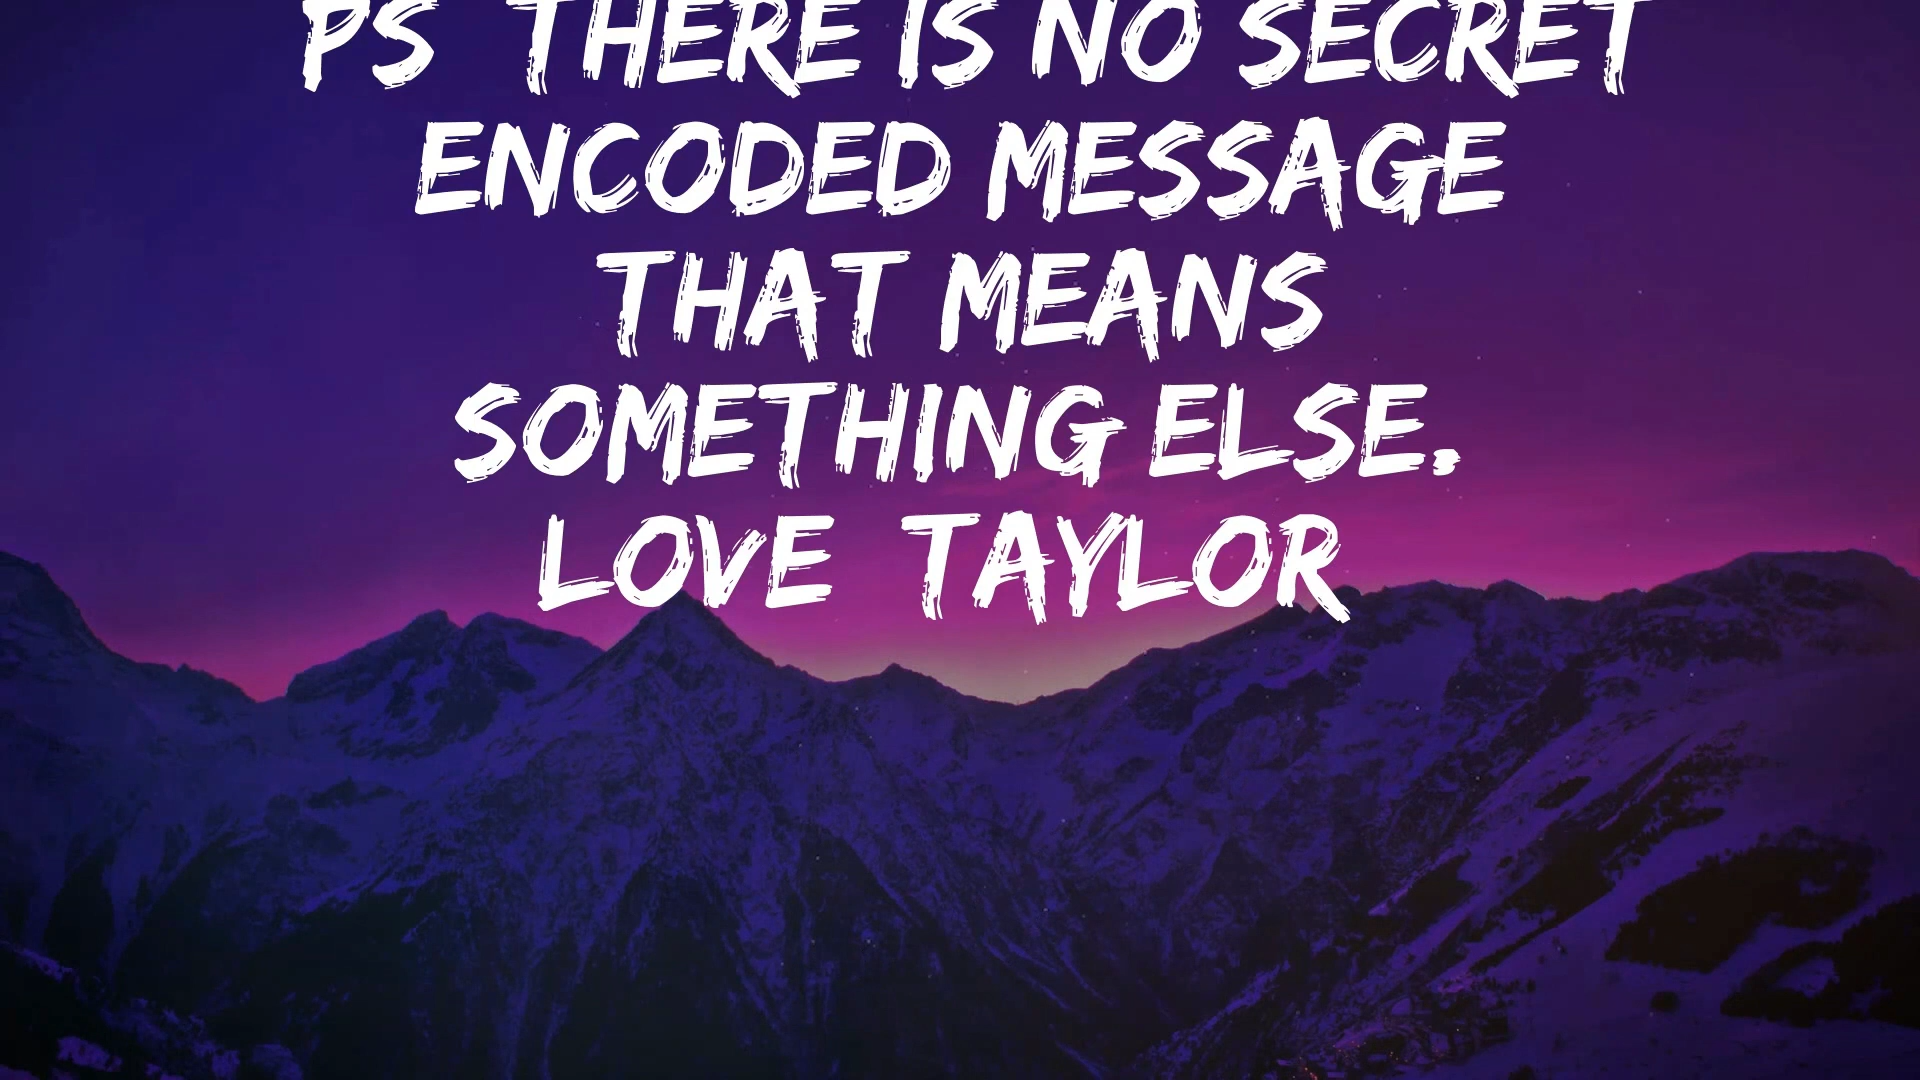 PS THERE IS NO SECRET
ENCODED MESSAGE
THAT MEANS
SOMETHING ELSE.
LOVE TAYLOR